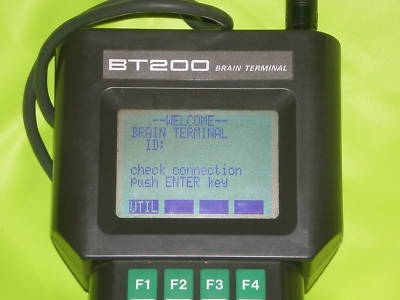 BT200 BRAIN TERMINAL
--WELCOME--
BRAIN TERMINAL
ID:
check connection
push ENTER key
UTIL
F1 F2 F3 F4